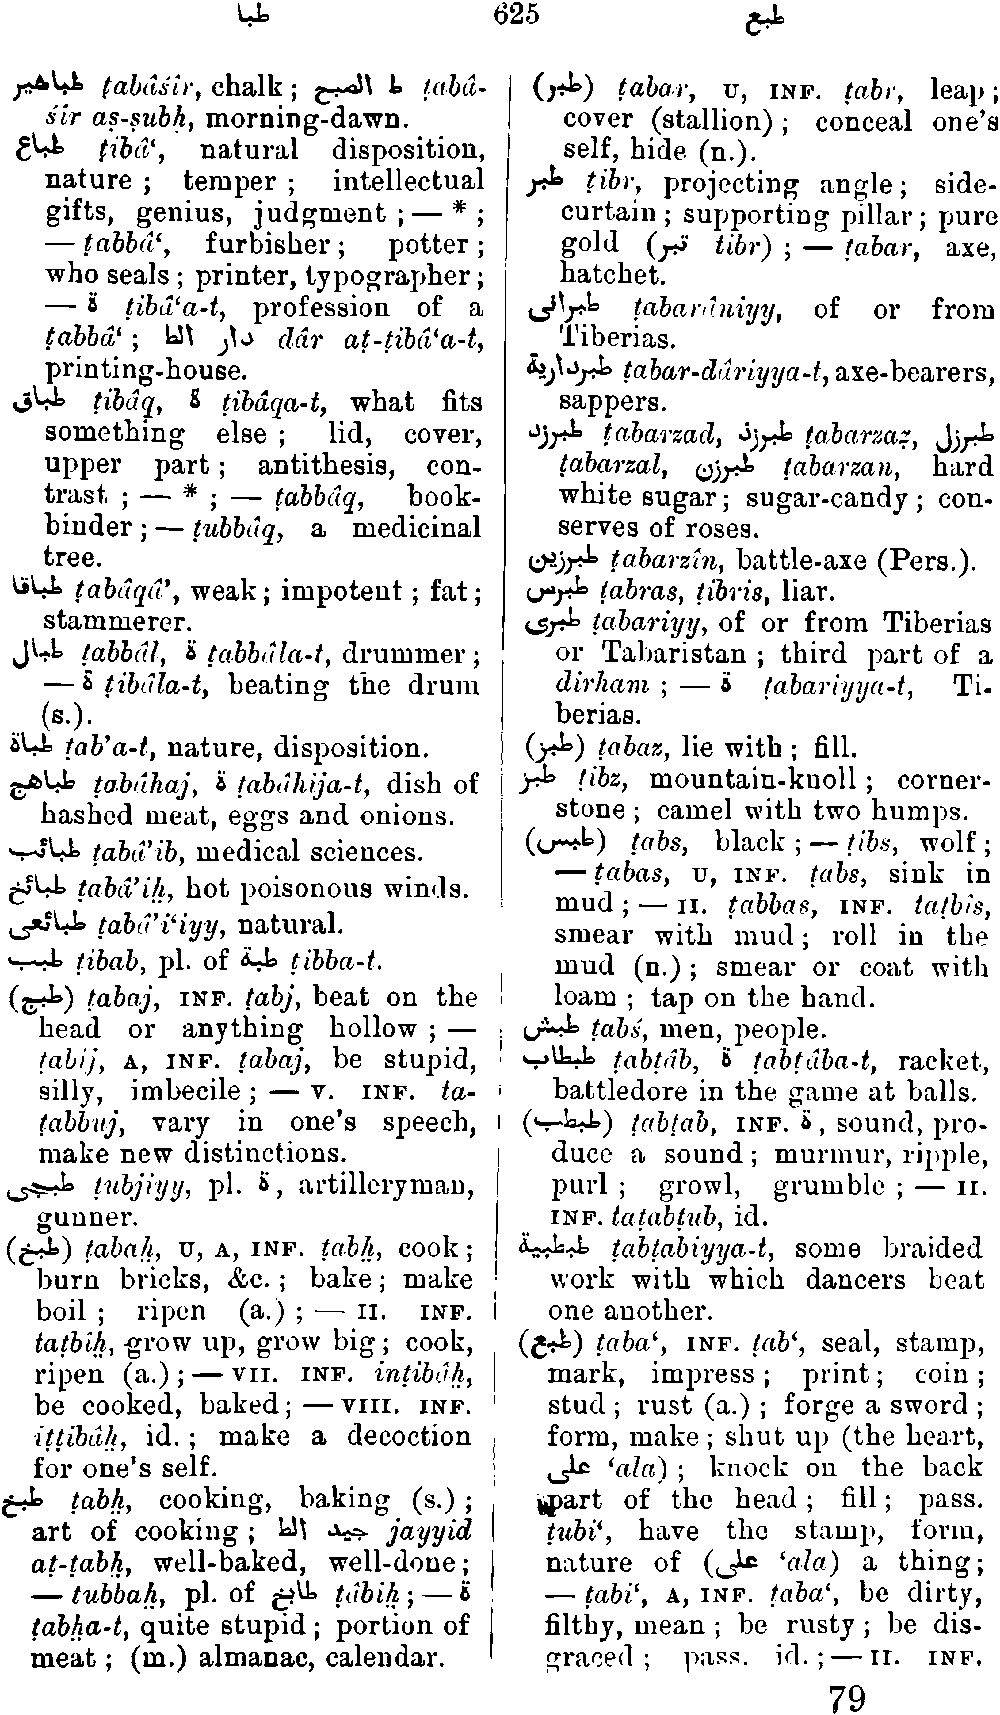 طبا 625 طبع
طباشير ṭabâśîr, chalk; ط الصبح ṭabâ-
śîr aṣ-ṣubḥ, morning-dawn.
طباع ṭibâ‘, natural disposition,
nature; temper; intellectual
gifts, genius, judgment; — *;
— ṭabbâ‘, furbisher; potter;
who seals; printer, typographer;
— ة ṭibâ‘a-t, profession of a
ṭabbâ‘; دار الط dâr aṭ-ṭibâ‘a-t,
printing-house.
طباق ṭibâq, ة ṭibâqa-t, what fits
something else; lid, cover,
upper part; antithesis, con-
trast; — *; — ṭabbâq, book-
binder; — ṭubbâq, a medicinal
tree.
طباقا ṭabâqâ’, weak; impotent; fat;
stammerer.
طبال ṭabbâl, ة ṭabbâla-t, drummer;
— ة ṭibâla-t, beating the drum
(s.).
طباة ṭab’a-t, nature, disposition.
طباهج ṭabâhaj, ة ṭabâhija-t, dish of
hashed meat, eggs and onions.
طبائب ṭabâ’ib, medical sciences.
طبائخ ṭabâ’iḫ, hot poisonous winds.
طبائعى ṭabâ’i‘iyy, natural.
طبب ṭibab, pl. of طبة ṭibba-t.
(طبج) ṭabaj, INF. ṭabj, beat on the
head or anything hollow; —
ṭabij, A, INF. ṭabaj, be stupid,
silly, imbecile; — V. INF. ta-
ṭabbuj, vary in one's speech,
make new distinctions.
طبجى ṭubjiyy, pl. ة, artilleryman,
gunner.
(طبخ) ṭabaḫ, U, A, INF. ṭabḫ, cook;
burn bricks, &c.; bake; make
boil; ripen (a.); — II. INF.
taṭbîḫ, grow up, grow big; cook,
ripen (a.); — VII. INF. inṭibâḫ,
be cooked, baked; — VIII. INF.
iṭṭibâḫ, id.; make a decoction
for one's self.
طبخ ṭabḫ, cooking, baking (s.);
art of cooking; جيد الط jayyid
aṭ-ṭabḫ, well-baked, well-done;
— ṭubbaḫ, pl. of طابخ ṭâbiḫ; — ة
ṭabḫa-t, quite stupid; portion of
meat; (m.) almanac, calendar.
(طبر) ṭabar, U, INF. ṭabr, leap;
cover (stallion); conceal one's
self, hide (n.).
طبر ṭibr, projecting angle; side-
curtain; supporting pillar; pure
gold (تبر tibr); — ṭabar, axe,
hatchet.
طبرانى ṭabarâniyy, of or from
Tiberias.
طبردارية ṭabar-dâriyya-t, axe-bearers,
sappers.
طبرزد ṭabarzad, طبرزذ ṭabarzaẕ, طبرزل
ṭabarzal, طبرزن ṭabarzan, hard
white sugar; sugar-candy; con-
serves of roses.
طبرزين ṭabarzîn, battle-axe (Pers.).
طبرس ṭabras, ṭibris, liar.
طبرى ṭabariyy, of or from Tiberias
or Tabaristan; third part of a
dirham; — ة ṭabariyya-t, Ti-
berias.
(طبز) ṭabaz, lie with; fill.
طبز ṭibz, mountain-knoll; corner-
stone; camel with two humps.
(طبس) ṭabs, black; — ṭibs, wolf;
— ṭabas, U, INF. ṭabs, sink in
mud; — II. ṭabbas, INF. taṭbîs,
smear with mud; roll in the
mud (n.); smear or coat with
loam; tap on the hand.
طبش ṭabś, men, people.
طبطاب ṭabṭâb, ة ṭabṭâba-t, racket,
battledore in the game at balls.
(طبطب) ṭabṭab, INF. ة, sound, pro-
duce a sound; murmur, ripple,
purl; growl, grumble; — II.
INF. taṭabṭub, id.
طبطبية ṭabṭabiyya-t, some braided
work with which dancers beat
one another.
(طبع) ṭaba‘, INF. ṭab‘, seal, stamp,
mark, impress; print; coin;
stud; rust (a.); forge a sword;
form, make; shut up (the heart,
على ‘ala); knock on the back
part of the head; fill; pass.
ṭubi‘, have the stamp, form,
nature of (على ‘ala) a thing;
— ṭabi‘, A, INF. ṭaba‘, be dirty,
filthy, mean; be rusty; be dis-
graced; pass. id.; — II. INF.
79